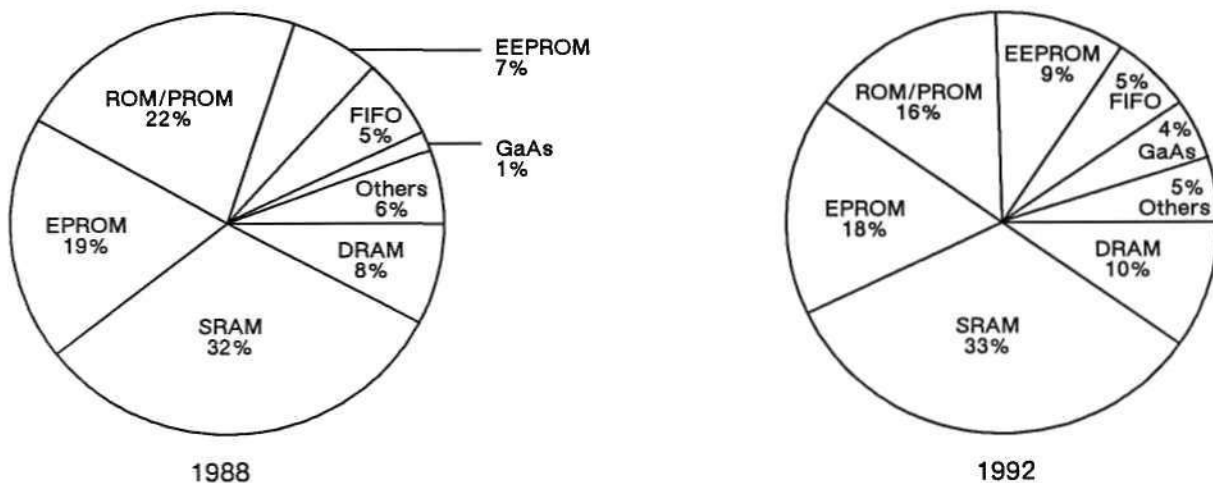 EEPROM
7%
ROM/PROM
22%
FIFO
5%
GaAs
1%
Others
6%
EPROM
19%
DRAM
8%
SRAM
32%
1988
EEPROM
9%
5%
FIFO
ROM/PROM
16%
4%
GaAs
5%
Others
EPROM
18%
DRAM
10%
SRAM
33%
1992